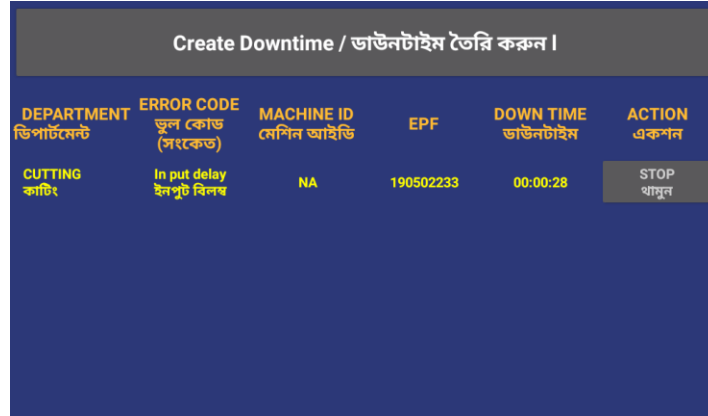 Create Downtime / ডাউনটাইম তৈরি করুন।
DEPARTMENT
ডিপার্টমেন্ট
ERROR CODE
ভুল কোড
(সংকেত)
MACHINE ID
মেশিন আইডি
EPF
DOWN TIME
ডাউনটাইম
ACTION
একশন
CUTTING
কাটিং
In put delay
ইনপুট বিলম্ব
NA
190502233
00:00:28
STOP
থামুন